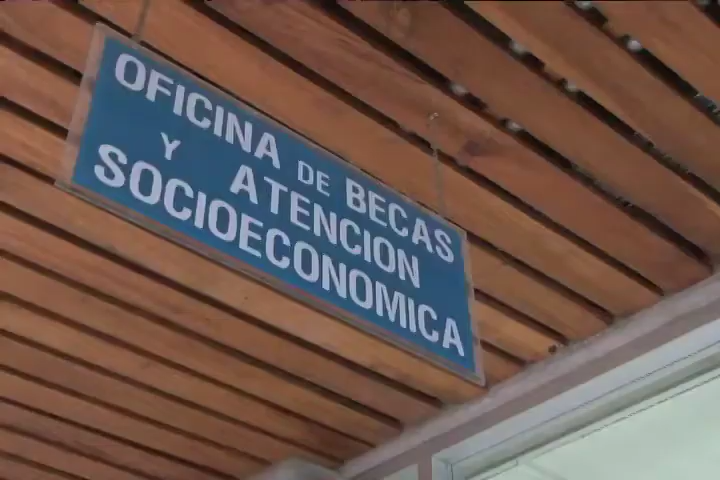 OFICINA DE BECAS
Y ATENCION
SOCIOECONOMICA